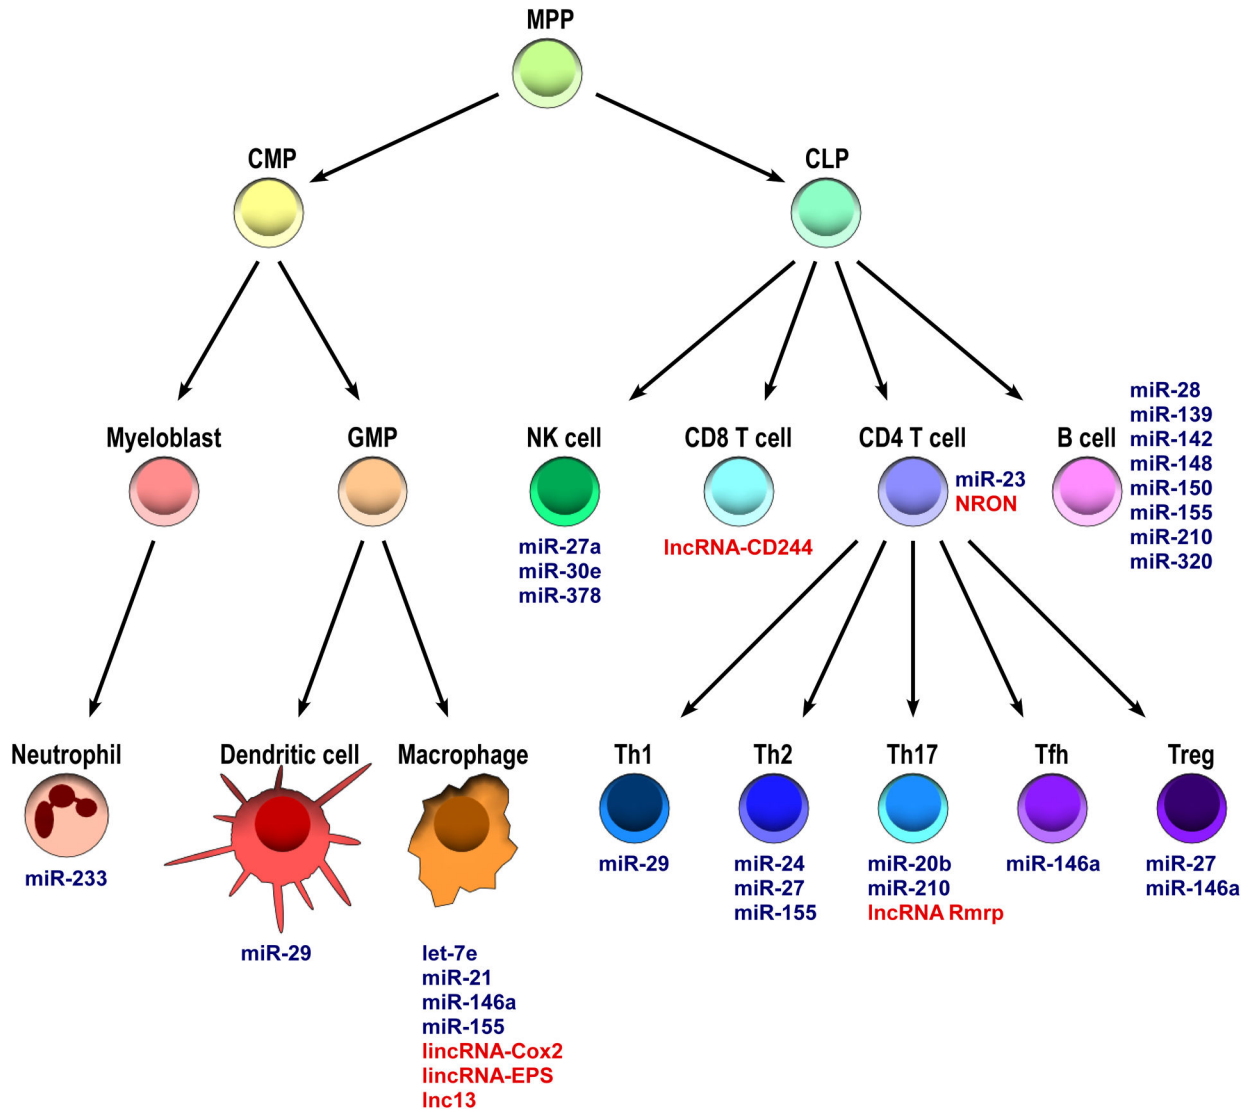 MPP
CMP
CLP
Myeloblast
GMP
NK cell
miR-27a
miR-30e
miR-378
CD8 T cell
lncRNA-CD244
CD4 T cell
miR-23
NRON
B cell
miR-28
miR-139
miR-142
miR-148
miR-150
miR-155
miR-210
miR-320
Neutrophil
miR-233
Dendritic cell
miR-29
Macrophage
let-7e
miR-21
miR-146a
miR-155
lincRNA-Cox2
lincRNA-EPS
lnc13
Th1
miR-29
Th2
miR-24
miR-27
miR-155
Th17
miR-20b
miR-210
lncRNA Rmrp
Tfh
miR-146a
Treg
miR-27
miR-146a